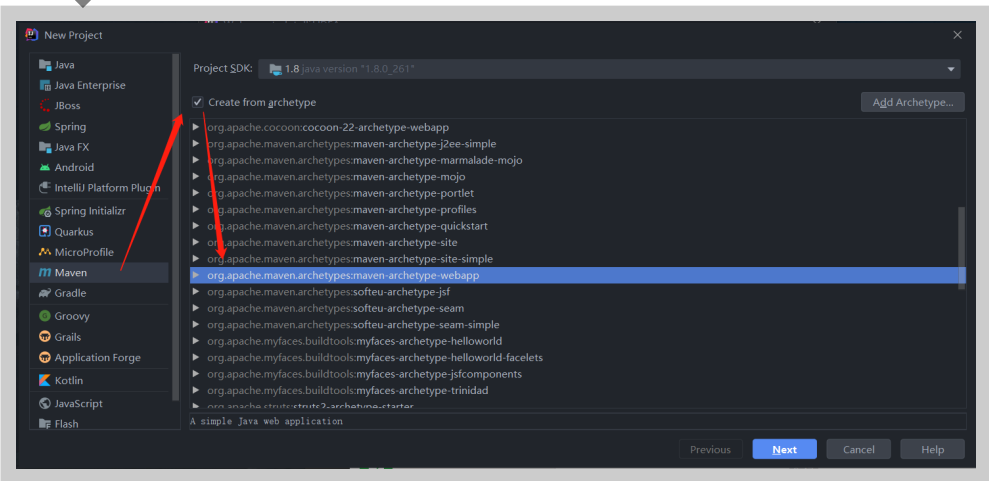 New Project
Java
Java Enterprise
JBoss
Spring
Java FX
Android
IntelliJ Platform Plugin
Spring Initializr
Quarkus
MicroProfile
Maven
Gradle
Groovy
Grails
Application Forge
Kotlin
JavaScript
Flash
Project SDK: 1.8 java version "1.8.0_261"
Create from archetype
Add Archetype...
org.apache.cocoon:cocoon-22-archetype-webapp
org.apache.maven.archetypes:maven-archetype-j2ee-simple
org.apache.maven.archetypes:maven-archetype-marmalade-mojo
org.apache.maven.archetypes:maven-archetype-mojo
org.apache.maven.archetypes:maven-archetype-portlet
org.apache.maven.archetypes:maven-archetype-profiles
org.apache.maven.archetypes:maven-archetype-quickstart
org.apache.maven.archetypes:maven-archetype-site
org.apache.maven.archetypes:maven-archetype-site-simple
org.apache.maven.archetypes:maven-archetype-webapp
org.apache.maven.archetypes:softeu-archetype-jsf
org.apache.maven.archetypes:softeu-archetype-seam
org.apache.maven.archetypes:softeu-archetype-seam-simple
org.apache.myfaces.buildtools:myfaces-archetype-helloworld
org.apache.myfaces.buildtools:myfaces-archetype-helloworld-facelets
org.apache.myfaces.buildtools:myfaces-archetype-jsfcomponents
org.apache.myfaces.buildtools:myfaces-archetype-trinidad
org.apache.struts:struts2-archetype-starter
A simple Java web application
Previous
Next
Cancel
Help